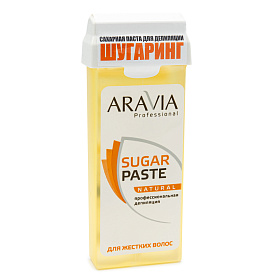 САХАРНАЯ ПАСТА ДЛЯ ДЕПИЛЯЦИИ
ШУГАРИНГ
ARAVIA
Professional
SUGAR
PASTE
NATURAL
профессиональная
депиляция
ДЛЯ ЖЕСТКИХ ВОЛОС